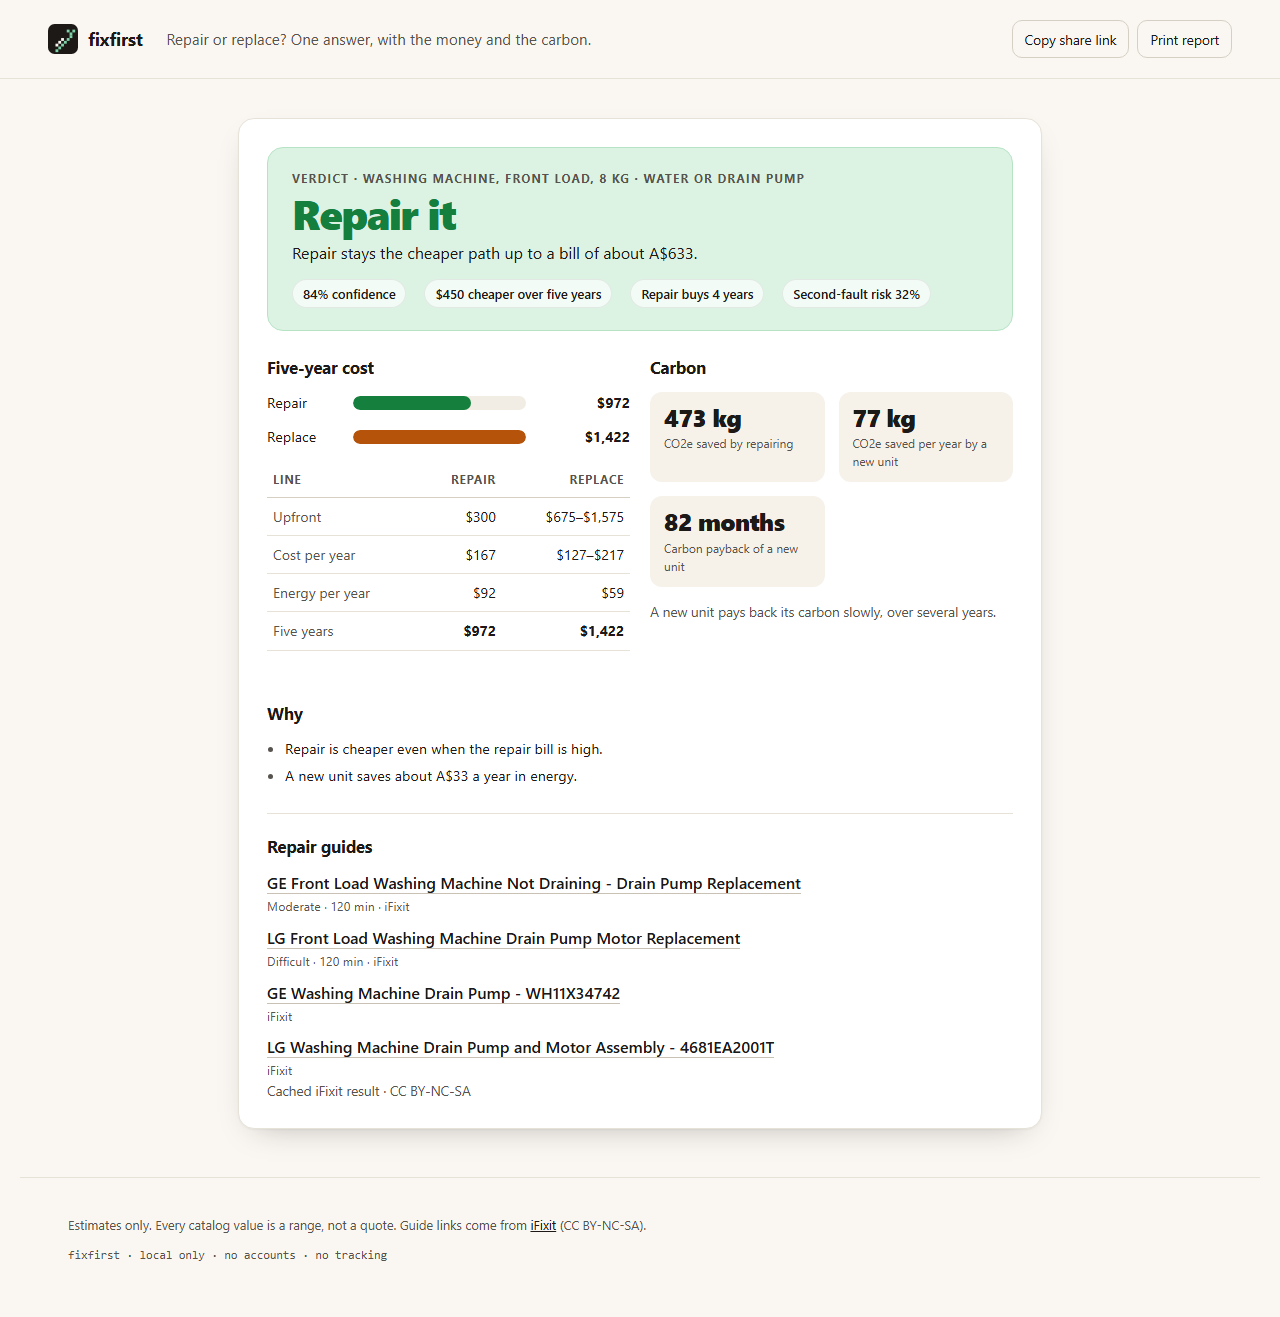 fixfirst
Repair or replace? One answer, with the money and the carbon.
Copy share link
Print report
VERDICT · WASHING MACHINE, FRONT LOAD, 8 KG · WATER OR DRAIN PUMP
Repair it
Repair stays the cheaper path up to a bill of about A$633.
84% confidence
$450 cheaper over five years
Repair buys 4 years
Second-fault risk 32%
Five-year cost
Repair $972
Replace $1,422
LINE REPAIR REPLACE
Upfront $300 $675–$1,575
Cost per year $167 $127–$217
Energy per year $92 $59
Five years $972 $1,422
Carbon
473 kg
CO2e saved by repairing
77 kg
CO2e saved per year by a
new unit
82 months
Carbon payback of a new
unit
A new unit pays back its carbon slowly, over several years.
Why
• Repair is cheaper even when the repair bill is high.
• A new unit saves about A$33 a year in energy.
Repair guides
GE Front Load Washing Machine Not Draining - Drain Pump Replacement
Moderate · 120 min · iFixit
LG Front Load Washing Machine Drain Pump Motor Replacement
Difficult · 120 min · iFixit
GE Washing Machine Drain Pump - WH11X34742
iFixit
LG Washing Machine Drain Pump and Motor Assembly - 4681EA2001T
iFixit
Cached iFixit result · CC BY-NC-SA
Estimates only. Every catalog value is a range, not a quote. Guide links come from iFixit (CC BY-NC-SA).
fixfirst · local only · no accounts · no tracking